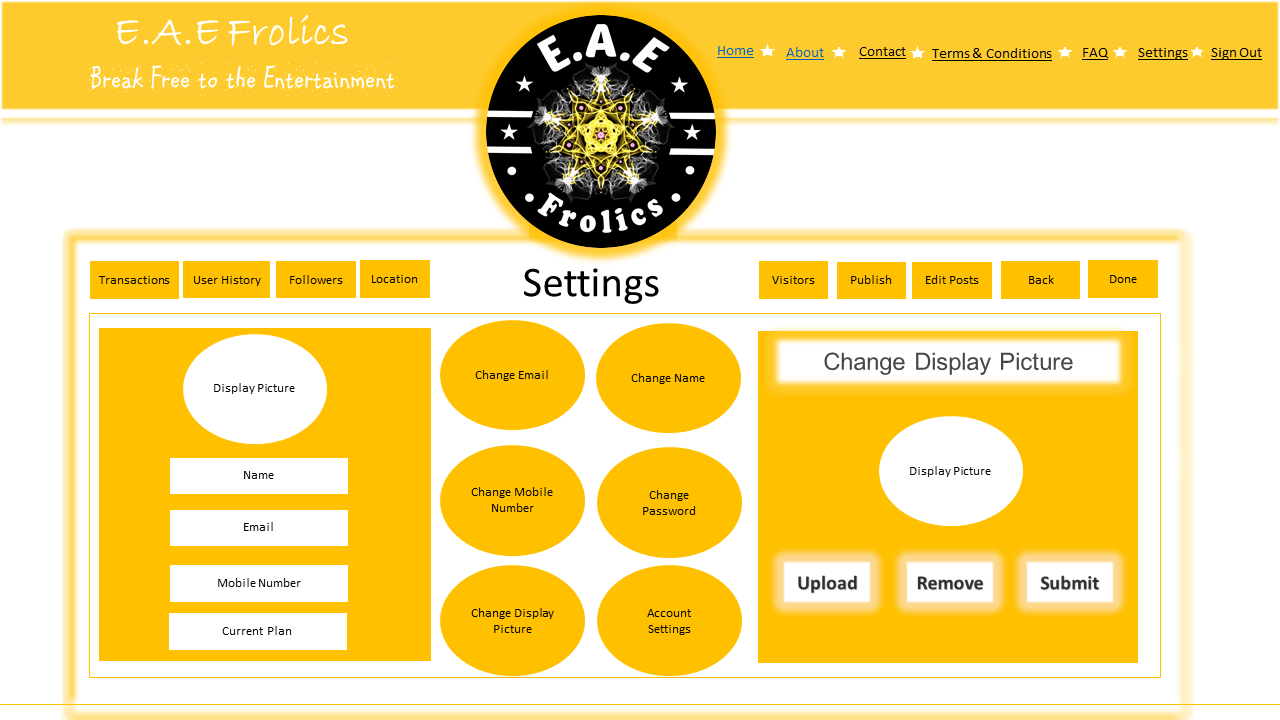 E.A.E Frolics
Break Free to the Entertainment
E.A.E
Frolics
Home
About
Contact
Terms & Conditions
FAQ
Settings
Sign Out
Transactions
User History
Followers
Location
Settings
Visitors
Publish
Edit Posts
Back
Done
Display Picture
Name
Email
Mobile Number
Current Plan
Change Email
Change Name
Change Mobile
Number
Change
Password
Change Display
Picture
Account
Settings
Change Display Picture
Display Picture
Upload
Remove
Submit